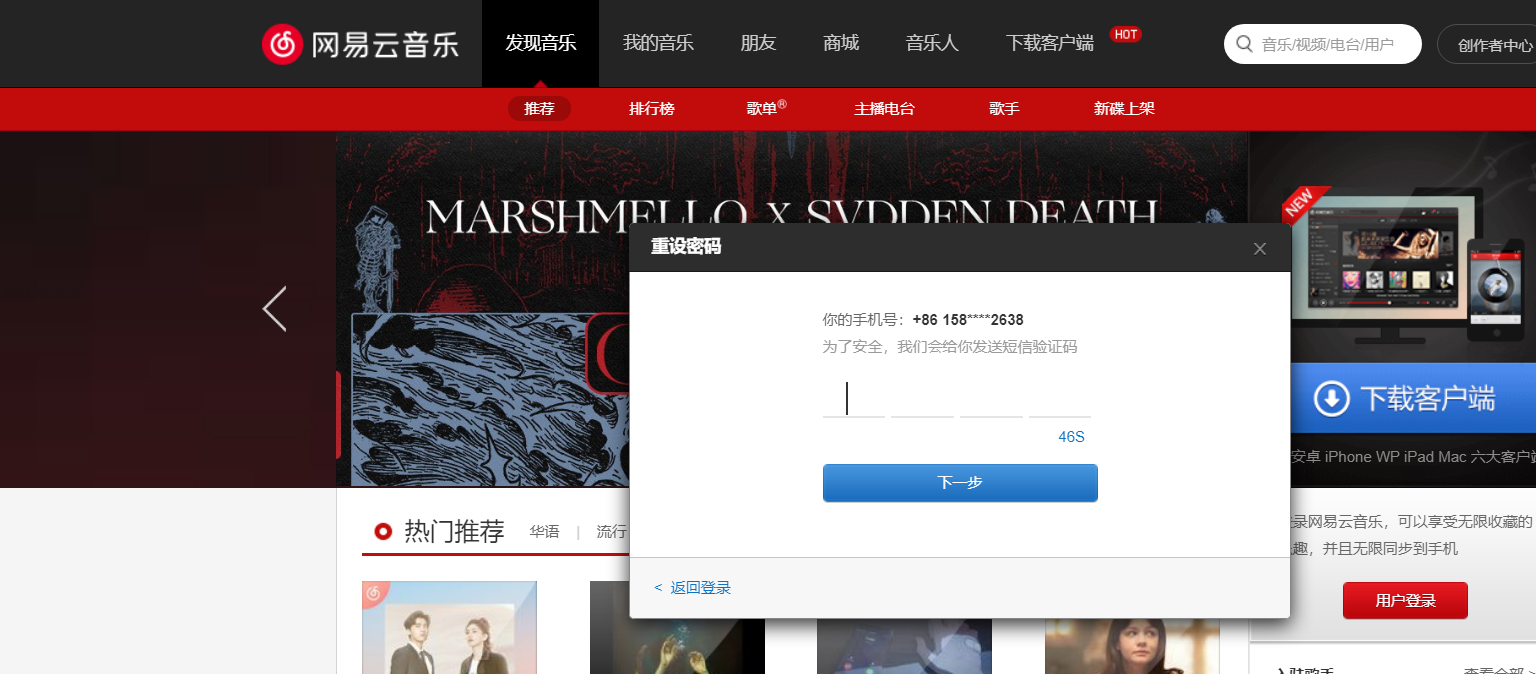 网易云音乐
发现音乐
我的音乐
朋友
商城
音乐人
下载客户端
HOT
音乐/视频/电台/用户
创作者中心
推荐
排行榜
歌单®
主播电台
歌手
新碟上架
MARSHMELLO X SVDDEN DEATH
NEW
重设密码
你的手机号：+86 158****2638
为了安全，我们会给你发送短信验证码
46S
下一步
< 返回登录
下载客户端
安卓 iPhone WP iPad Mac 六大客户
热门推荐
华语 | 流行
录网易云音乐，可以享受无限收藏的
趣，并且无限同步到手机
用户登录
入驻歌手
查看全部